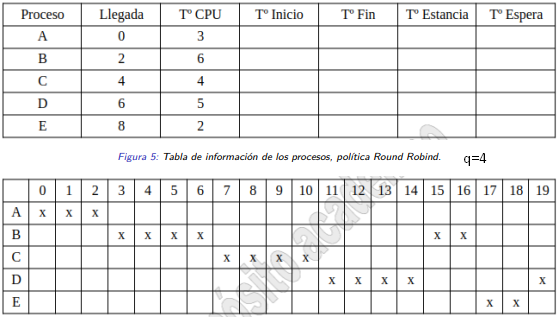 Proceso Llegada Tº CPU Tº Inicio Tº Fin Tº Estancia Tº Espera
A 0 3
B 2 6
C 4 4
D 6 5
E 8 2
Figura 5: Tabla de información de los procesos, política Round Robind. q=4
0 1 2 3 4 5 6 7 8 9 10 11 12 13 14 15 16 17 18 19
A x x x
B x x x x x x
C x x x x
D x x x x x
E x x